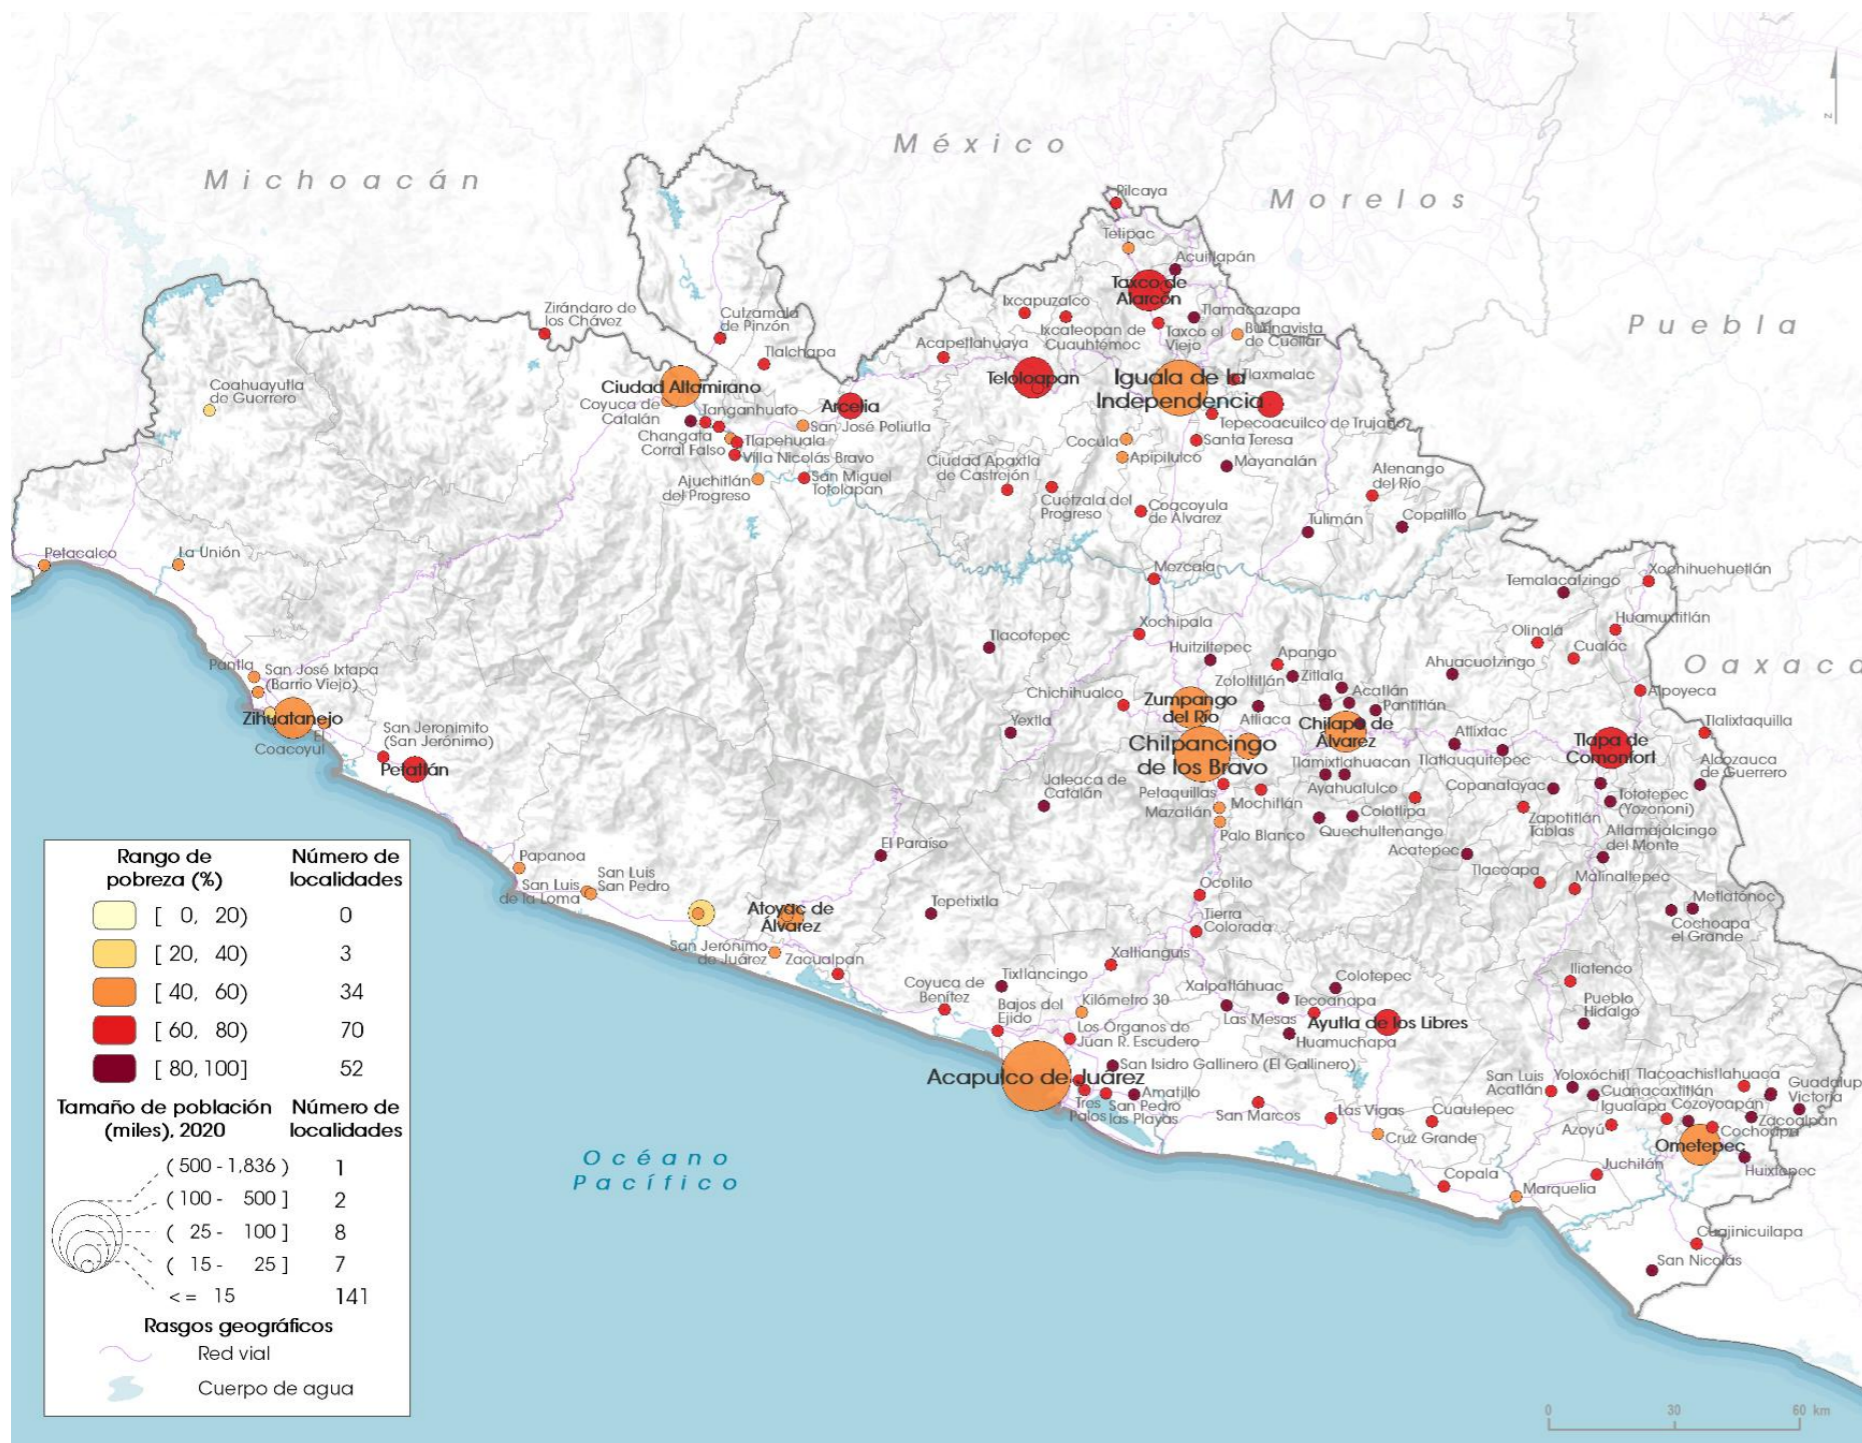 México
Michoacán
Morelos
Puebla
Oaxaca
N
Pilcaya
Tetipac
Acuitlapán
Taxco de
Alarcón
Ixcapuzalco
Ixcateopan de
Cuauhtémoc
Tlamacazapa
Taxco el
Viejo
Buenavista
de Cuéllar
Zirándaro de
los Chávez
Cutzamala
de Pinzón
Tlalchapa
Acapetlahuaya
Teloloapan
Iguala de la
Independencia
Tlaxmalac
Coahuayutla
de Guerrero
Ciudad Altamirano
Coyuca de
Catalán
Tanganhuato
Arcelia
San José Poliutla
Changata
Corral Falso
Tlapehuala
Villa Nicolás Bravo
Ajuchitlán
del Progreso
San Miguel
Totolapan
Tepecoacuilco de Trujano
Cocula
Santa Teresa
Apipilulco
Mayanalán
Ciudad Apaxtla
de Castrejón
Cuetzala del
Progreso
Coacoyula
de Álvarez
Atenango
del Río
Tulimán
Copalillo
Petacalco
La Unión
Mezcala
Xochihuehuetlán
Temalacatzingo
Xochipala
Huamuxtitlán
Olinalá
Cualác
Tlacotepec
Huitziltepec
Apango
Zotoltitlán
Zitlala
Ahuacuotzingo
Acatlán
Pantitlán
Alpoyeca
Pantla
San José Ixtapa
(Barrio Viejo)
Zihuatanejo
El
Coacoyul
San Jeronimito
(San Jerónimo)
Petatlán
Chichihualco
Zumpango
del Río
Atliaca
Chilapa de
Álvarez
Yextla
Chilpancingo
de los Bravo
Atlixtac
Tlapa de
Comonfort
Tlalixtaquilla
Tlamixtlahuacan
Tlatlauquitepec
Alcozauca
de Guerrero
Jaleaca de
Catalán
Petaquillas
Mochitlán
Ayahualulco
Copanatoyac
Tototepec
(Yozononi)
Mazatlán
Palo Blanco
Colotlipa
Quechultenango
Zapotitlán
Tablas
Acatepec
Atlamajalcingo
del Monte
Tlacoapa
Malinaltepec
El Paraíso
Papanoa
San Luis
de la Loma
San Luis
San Pedro
Ocotito
Metlatónoc
Cochoapa
el Grande
Tepetixtla
Atoyac de
Álvarez
Tierra
Colorada
San Jerónimo
de Juárez
Zacualpan
Xaltianguis
Iliatenco
Tixtlancingo
Colotepec
Coyuca de
Benítez
Bajos del
Ejido
Kilómetro 30
Xalpatláhuac
Tecoanapa
Pueblo
Hidalgo
Las Mesas
Ayutla de los Libres
Los Órganos de
Juan R. Escudero
Huamuchapa
San Isidro Gallinero (El Gallinero)
Acapulco de Juárez
Tres
Palos
San Pedro
las Playas
Amatillo
San Marcos
Las Vigas
Cuautepec
Cruz Grande
Copala
Marquelia
San Luis
Acatlán
Yoloxóchitl
Tlacoachistlahuaca
Guadalup
Victoria
Cuanacaxtitlán
Igualapa
Cozoyoapán
Zacoalpán
Azoyú
Cochoapa
Ometepec
Huixtepec
Juchitán
Cuajinicuilapa
San Nicolás
Océano
Pacífico
Rango de
pobreza (%)
Número de
localidades
[ 0, 20) 0
[ 20, 40) 3
[ 40, 60) 34
[ 60, 80) 70
[ 80, 100] 52
Tamaño de población
(miles), 2020
Número de
localidades
( 500 - 1,836 ) 1
( 100 - 500 ] 2
( 25 - 100 ] 8
( 15 - 25 ] 7
< = 15 141
Rasgos geográficos
Red vial
Cuerpo de agua
0 30 60 km